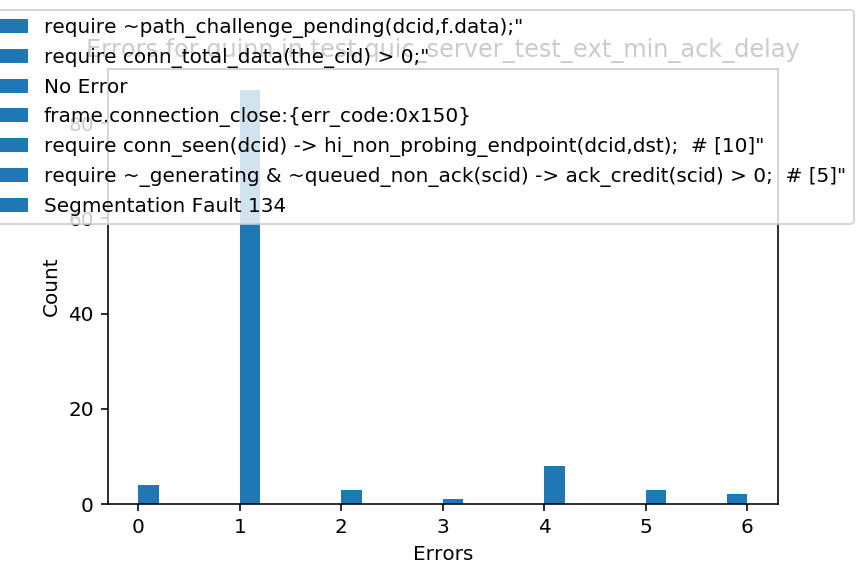 require ~path_challenge_pending(dcid,f.data);"
Errors for quinn in test quic_server_test_ext_min_ack_delay
require conn_total_data(the_cid) > 0;"
No Error
frame.connection_close:{err_code:0x150}
80
require conn_seen(dcid) -> hi_non_probing_endpoint(dcid,dst);  # [10]"
require ~_generating & ~queued_non_ack(scid) -> ack_credit(scid) > 0;  # [5]"
Segmentation Fault 134
60
Count
40
20
0
0 1 2 3 4 5 6
Errors